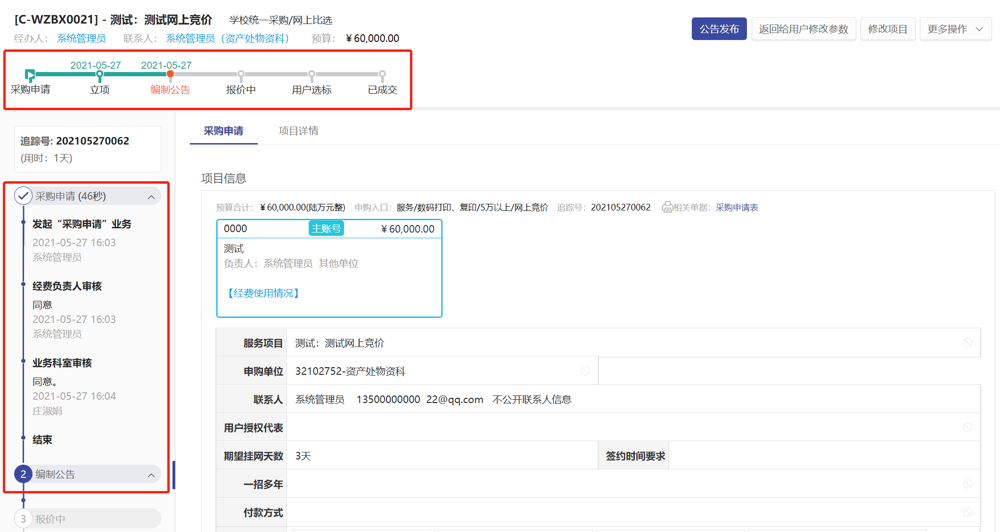 [C-WZBX0021] - 测试：测试网上竞价 学校统一采购/网上比选
经办人： 系统管理员 联系人： 系统管理员（资产处物资科） 预算： ￥60,000.00
公告发布 返回给用户修改参数 修改项目 更多操作
2021-05-27 2021-05-27
采购申请 立项 编制公告 报价中 用户选标 已成交
追踪号: 202105270062
(用时：1天)
采购申请 (46秒)
发起“采购申请”业务
2021-05-27 16:03
系统管理员
经费负责人审核
同意
2021-05-27 16:03
系统管理员
业务科室审核
同意。
2021-05-27 16:04
庄淑娟
结束
2 编制公告
3 报价中
采购申请 项目详情
项目信息
预算合计： ￥60,000.00(陆万元整) 申购入口： 服务/数码打印、复印/5万以上/网上竞价 追踪号： 202105270062 相关单据： 采购申请表
0000 主账号 ￥60,000.00
测试
负责人：系统管理员 其他单位
【经费使用情况】
服务项目 测试：测试网上竞价
申购单位 32102752-资产处物资科
联系人 系统管理员 13500000000 22@qq.com 不公开联系人信息
用户授权代表
期望挂网天数 3天 签约时间要求
一招多年
付款方式